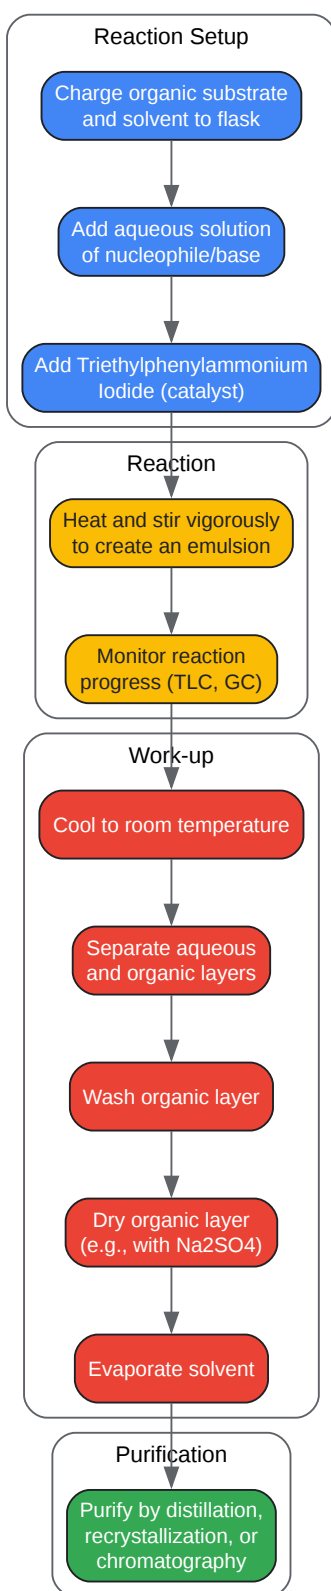 Reaction Setup
Charge organic substrate
and solvent to flask
Add aqueous solution
of nucleophile/base
Add Triethylphenylammonium
Iodide (catalyst)
Reaction
Heat and stir vigorously
to create an emulsion
Monitor reaction
progress (TLC, GC)
Work-up
Cool to room temperature
Separate aqueous
and organic layers
Wash organic layer
Dry organic layer
(e.g., with Na2SO4)
Evaporate solvent
Purification
Purify by distillation,
recrystallization, or
chromatography